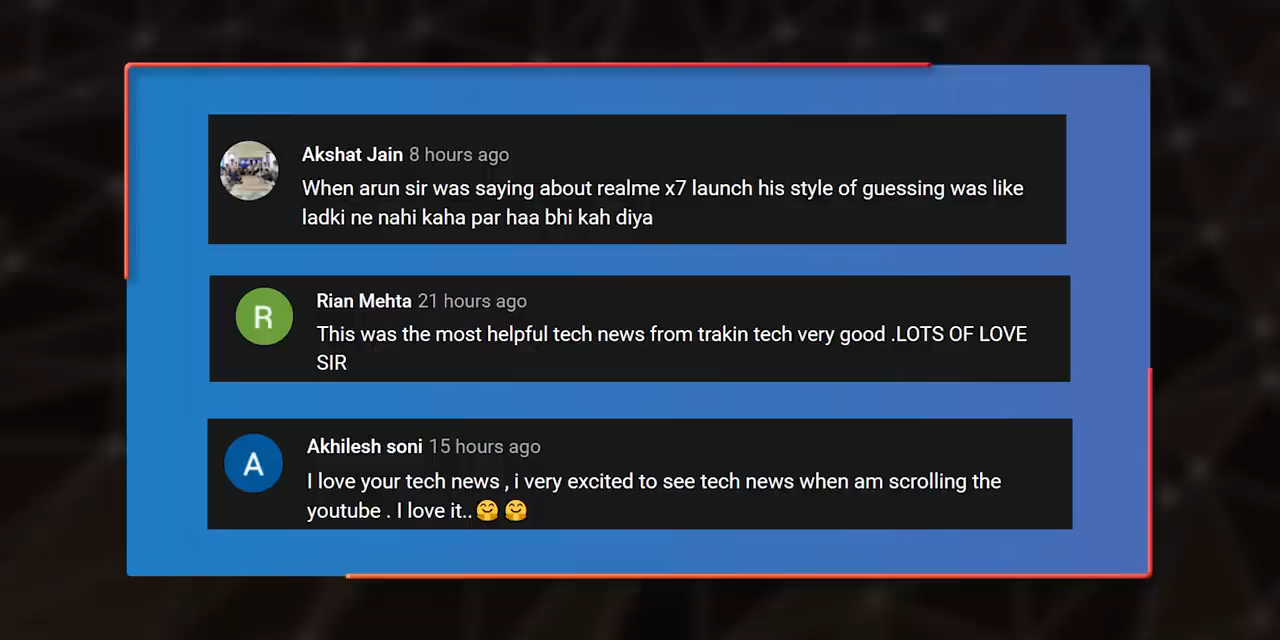 Akshat Jain 8 hours ago
When arun sir was saying about realme x7 launch his style of guessing was like
ladki ne nahi kaha par haa bhi kah diya
R
Rian Mehta 21 hours ago
This was the most helpful tech news from trakin tech very good .LOTS OF LOVE
SIR
A
Akhilesh soni 15 hours ago
I love your tech news , i very excited to see tech news when am scrolling the
youtube . I love it..🤗 🤗